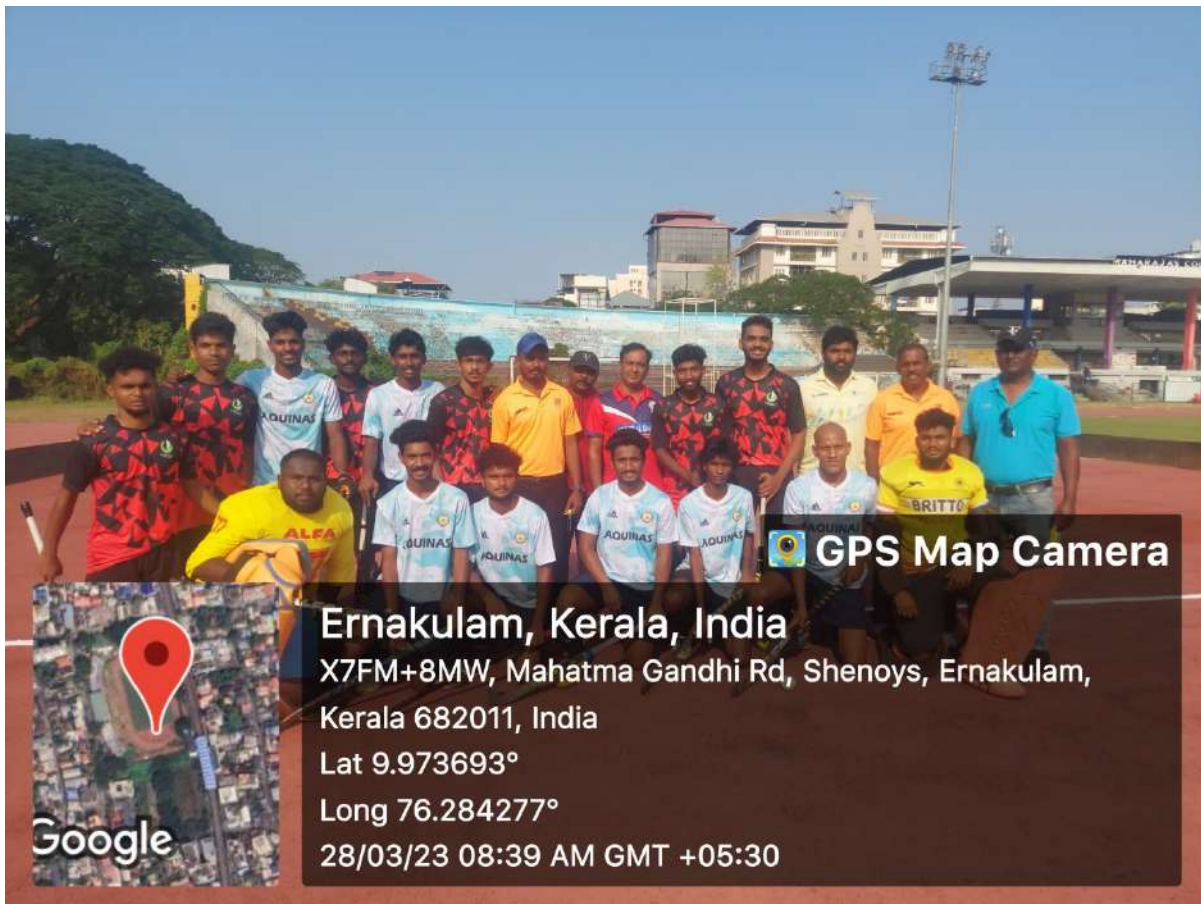 MAHARAJAS COL
AQUINAS
AQUINAS
AQUINAS
AQUINAS
AQUINAS
AQUINAS
ALFA
BRITTO
GPS Map Camera
Ernakulam, Kerala, India
X7FM+8MW, Mahatma Gandhi Rd, Shenoys, Ernakulam,
Kerala 682011, India
Lat 9.973693°
Long 76.284277°
28/03/23 08:39 AM GMT +05:30
Google